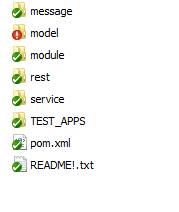 message
model
module
rest
service
TEST_APPS
pom.xml
README!.txt